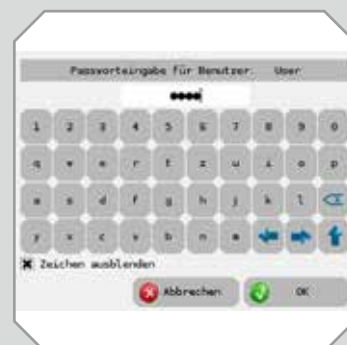 Passworteingabe für Benutzer: User
●●●●
1 2 3 4 5 6 7 8 9 0
q w e r t z u i o p
a s d f g h j k l
y x c v b n m
Zeichen ausblenden
Abbrechen OK